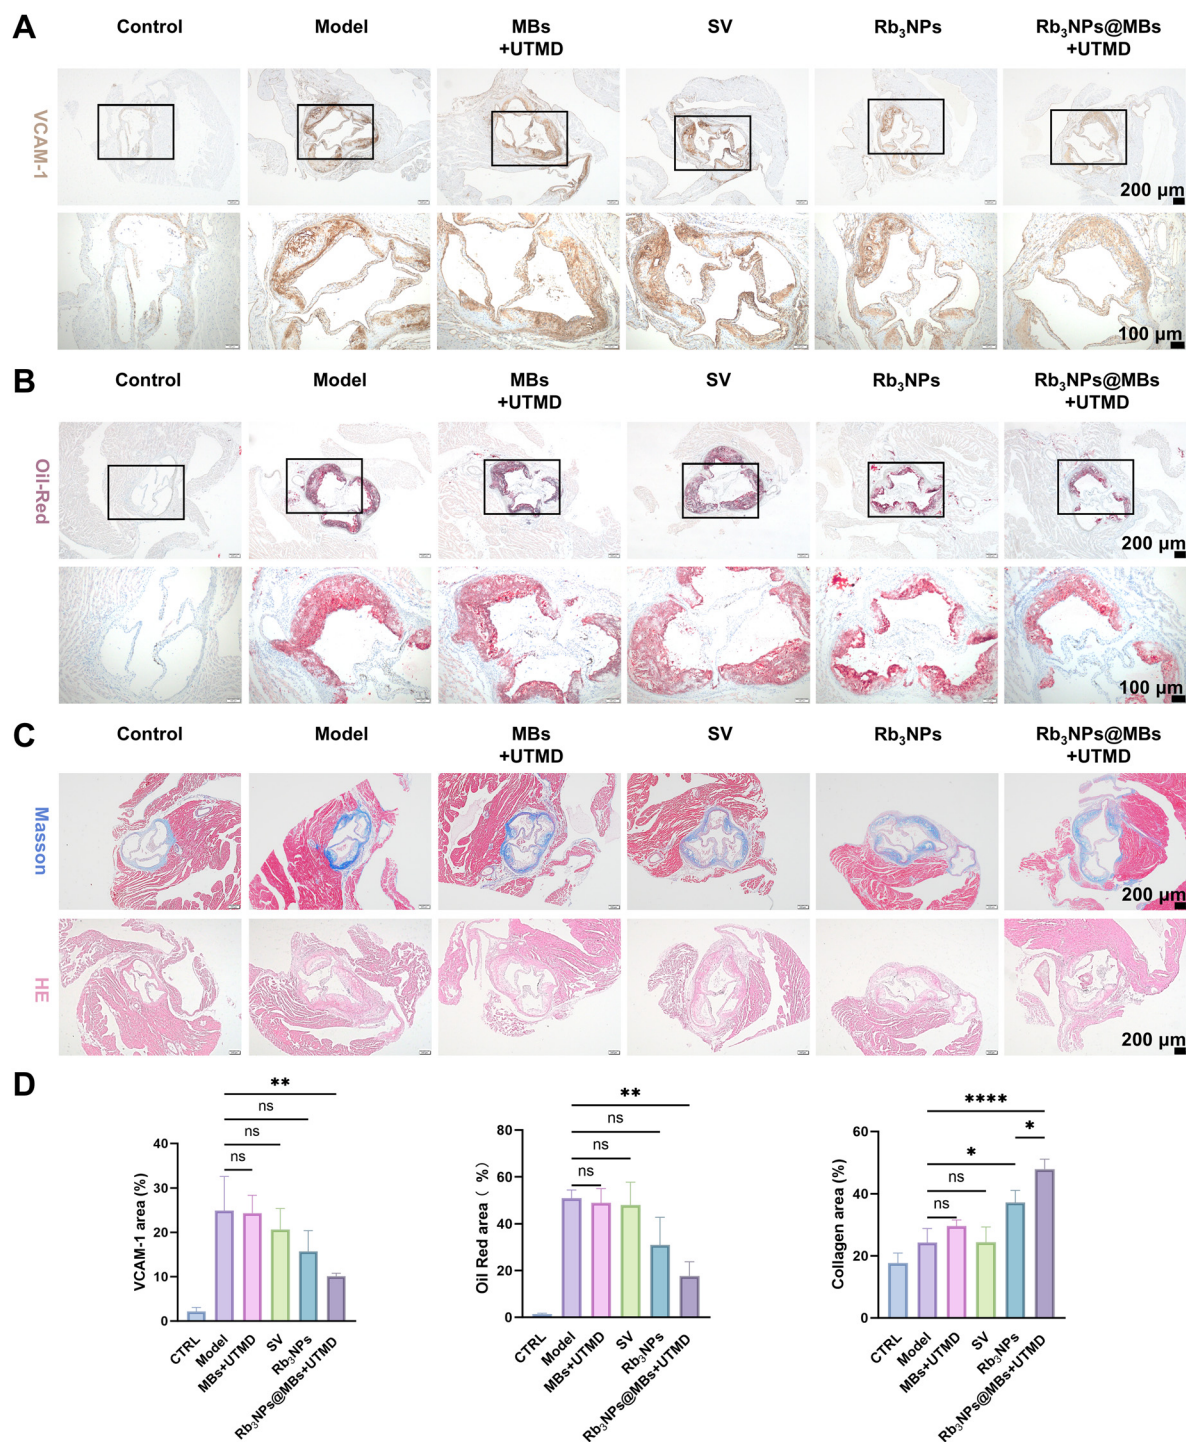 A
Control
Model
MBs
+UTMD
SV
Rb₃NPs
Rb₃NPs@MBs
+UTMD
VCAM-1
200 μm
100 μm
B
Control
Model
MBs
+UTMD
SV
Rb₃NPs
Rb₃NPs@MBs
+UTMD
Oil-Red
200 μm
100 μm
C
Control
Model
MBs
+UTMD
SV
Rb₃NPs
Rb₃NPs@MBs
+UTMD
Masson
200 μm
HE
200 μm
D
**
ns
ns
ns
VCAM-1 area (%)
40
30
20
10
0
CTRL
Model
MBs+UTMD
SV
Rb₃NPs
Rb₃NPs@MBs+UTMD
**
ns
ns
ns
Oil Red area ( %)
80
60
40
20
0
CTRL
Model
MBs+UTMD
SV
Rb₃NPs
Rb₃NPs@MBs+UTMD
****
*
*
ns
ns
Collagen area (%)
60
40
20
0
CTRL
Model
MBs+UTMD
SV
Rb₃NPs
Rb₃NPs@MBs+UTMD